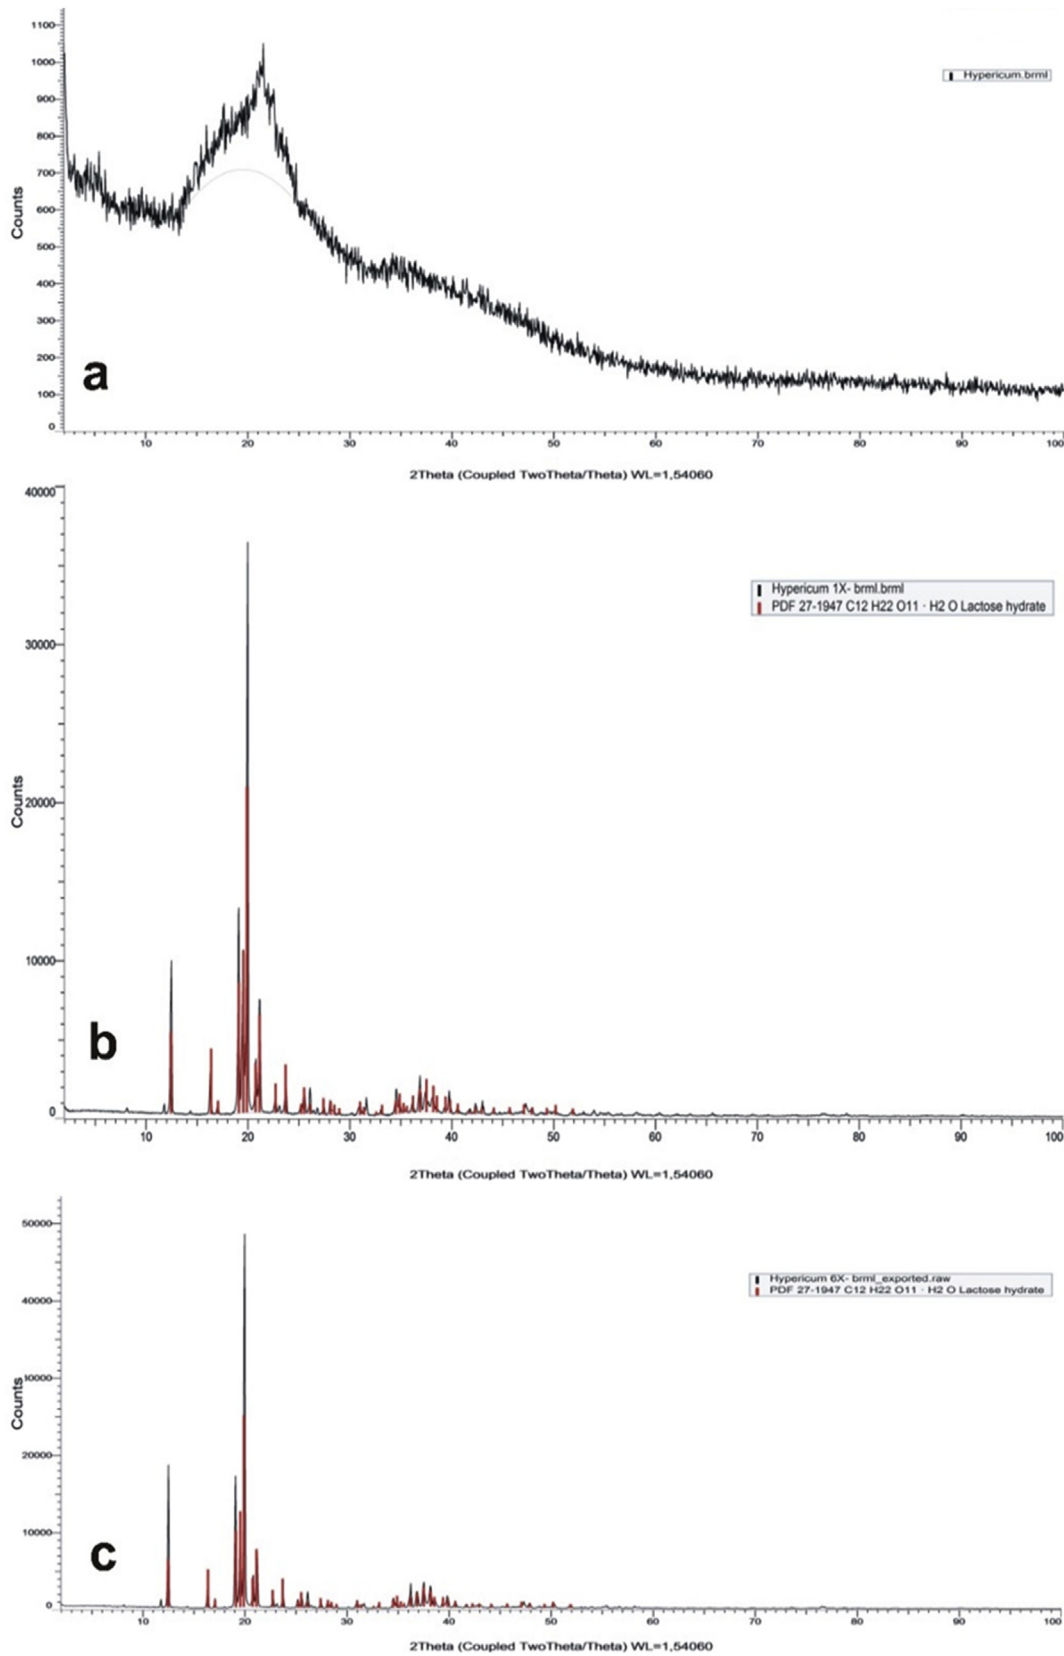 1100
1000
900
800
700
600
500
400
300
200
100
0
Counts
Hypericum.brml
a
10 20 30 40 50 60 70 80 90 100
2Theta (Coupled TwoTheta/Theta) WL=1,54060
40000
30000
20000
10000
0
Counts
Hypericum 1X- brml.brml
PDF 27-1947 C12 H22 O11 · H2 O Lactose hydrate
b
10 20 30 40 50 60 70 80 90 100
2Theta (Coupled TwoTheta/Theta) WL=1,54060
50000
40000
20000
10000
0
Counts
Hypericum 6X- brml_exported.raw
PDF 27-1947 C12 H22 O11 · H2 O Lactose hydrate
c
10 20 30 40 50 60 70 80 90 100
2Theta (Coupled TwoTheta/Theta) WL=1,54060